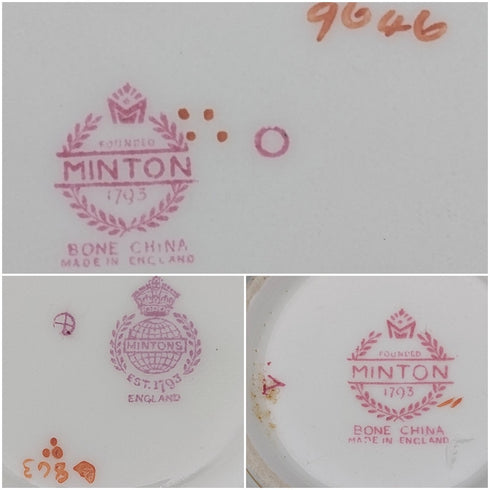 9646
FOUNDED
MINTON
1793
BONE CHINA
MADE IN ENGLAND
MINTONS
EST. 1793
ENGLAND
FOUNDED
MINTON
1793
BONE CHINA
MADE IN ENGLAND